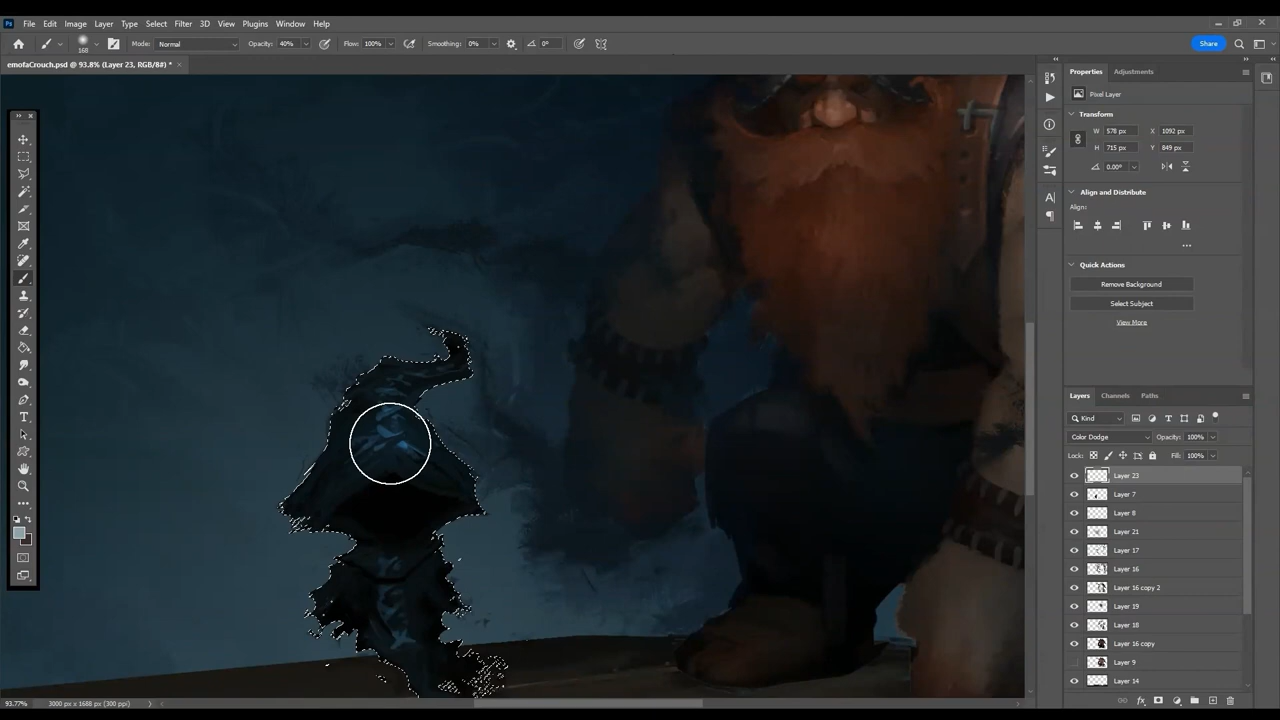 Ps File Edit Image Layer Type Select Filter 3D View Plugins Window Help
168 Mode: Normal Opacity: 40% Flow: 100% Smoothing: 0% 0° Share
emofaCrouch.psd @ 93.8% (Layer 23, RGB/8#) * ×
Properties Adjustments
Pixel Layer
Transform
W 578 px X 1092 px
H 715 px Y 849 px
0.00°
Align and Distribute
Align:
Quick Actions
Remove Background
Select Subject
View More
Layers Channels Paths
Kind
Color Dodge Opacity: 100%
Lock: Fill: 100%
Layer 23
Layer 7
Layer 8
Layer 21
Layer 17
Layer 16
Layer 16 copy 2
Layer 19
Layer 18
Layer 16 copy
Layer 9
Layer 14
93.77% 3000 px x 1688 px (300 ppi)